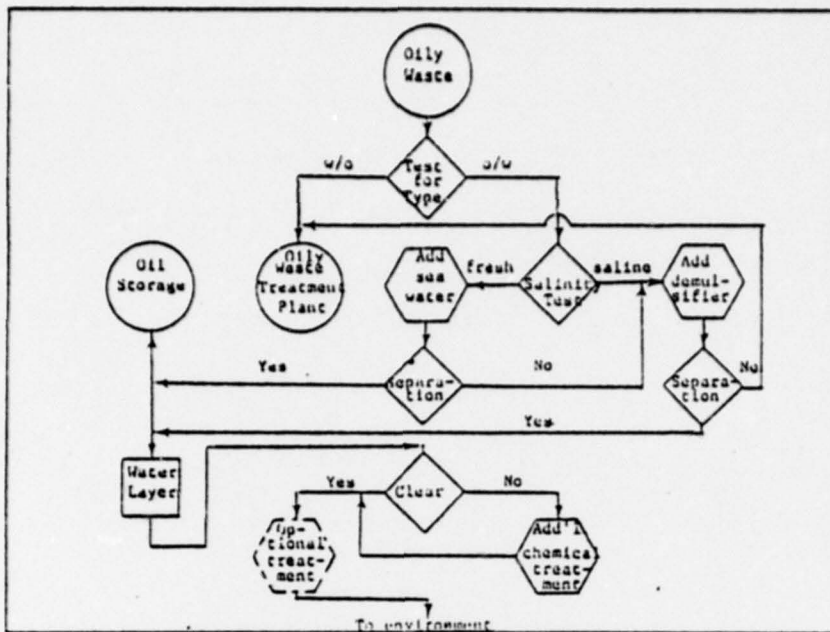 Oily
Waste
w/o
Test
for
Type
o/w
Oil
Storage
Oily
Waste
Treatment
Plant
Add
sea
water
fresh
Salinity
Test
saline
Add
demul-
sifier
Yes
Separa-
tion
No
Separa-
tion
No
Yes
Water
Layer
Yes
Clear
No
Op-
tional
treat-
ment
Add'l
chemical
treat-
ment
To environment